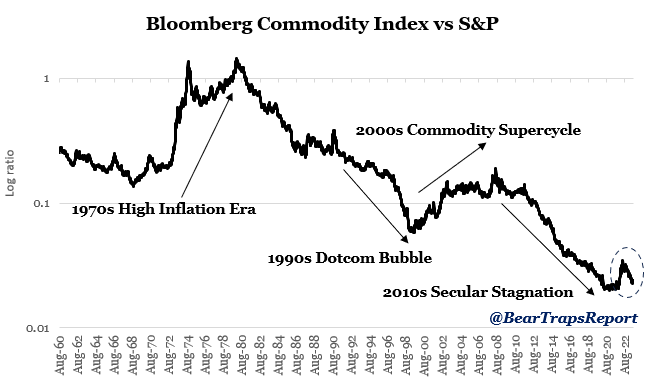 Bloomberg Commodity Index vs S&P
Log ratio
1
0.1
0.01
1970s High Inflation Era
2000s Commodity Supercycle
1990s Dotcom Bubble
2010s Secular Stagnation
@BearTrapsReport
Aug-60
Aug-62
Aug-64
Aug-66
Aug-68
Aug-70
Aug-72
Aug-74
Aug-76
Aug-78
Aug-80
Aug-82
Aug-84
Aug-86
Aug-88
Aug-90
Aug-92
Aug-94
Aug-96
Aug-98
Aug-00
Aug-02
Aug-04
Aug-06
Aug-08
Aug-10
Aug-12
Aug-14
Aug-16
Aug-18
Aug-20
Aug-22